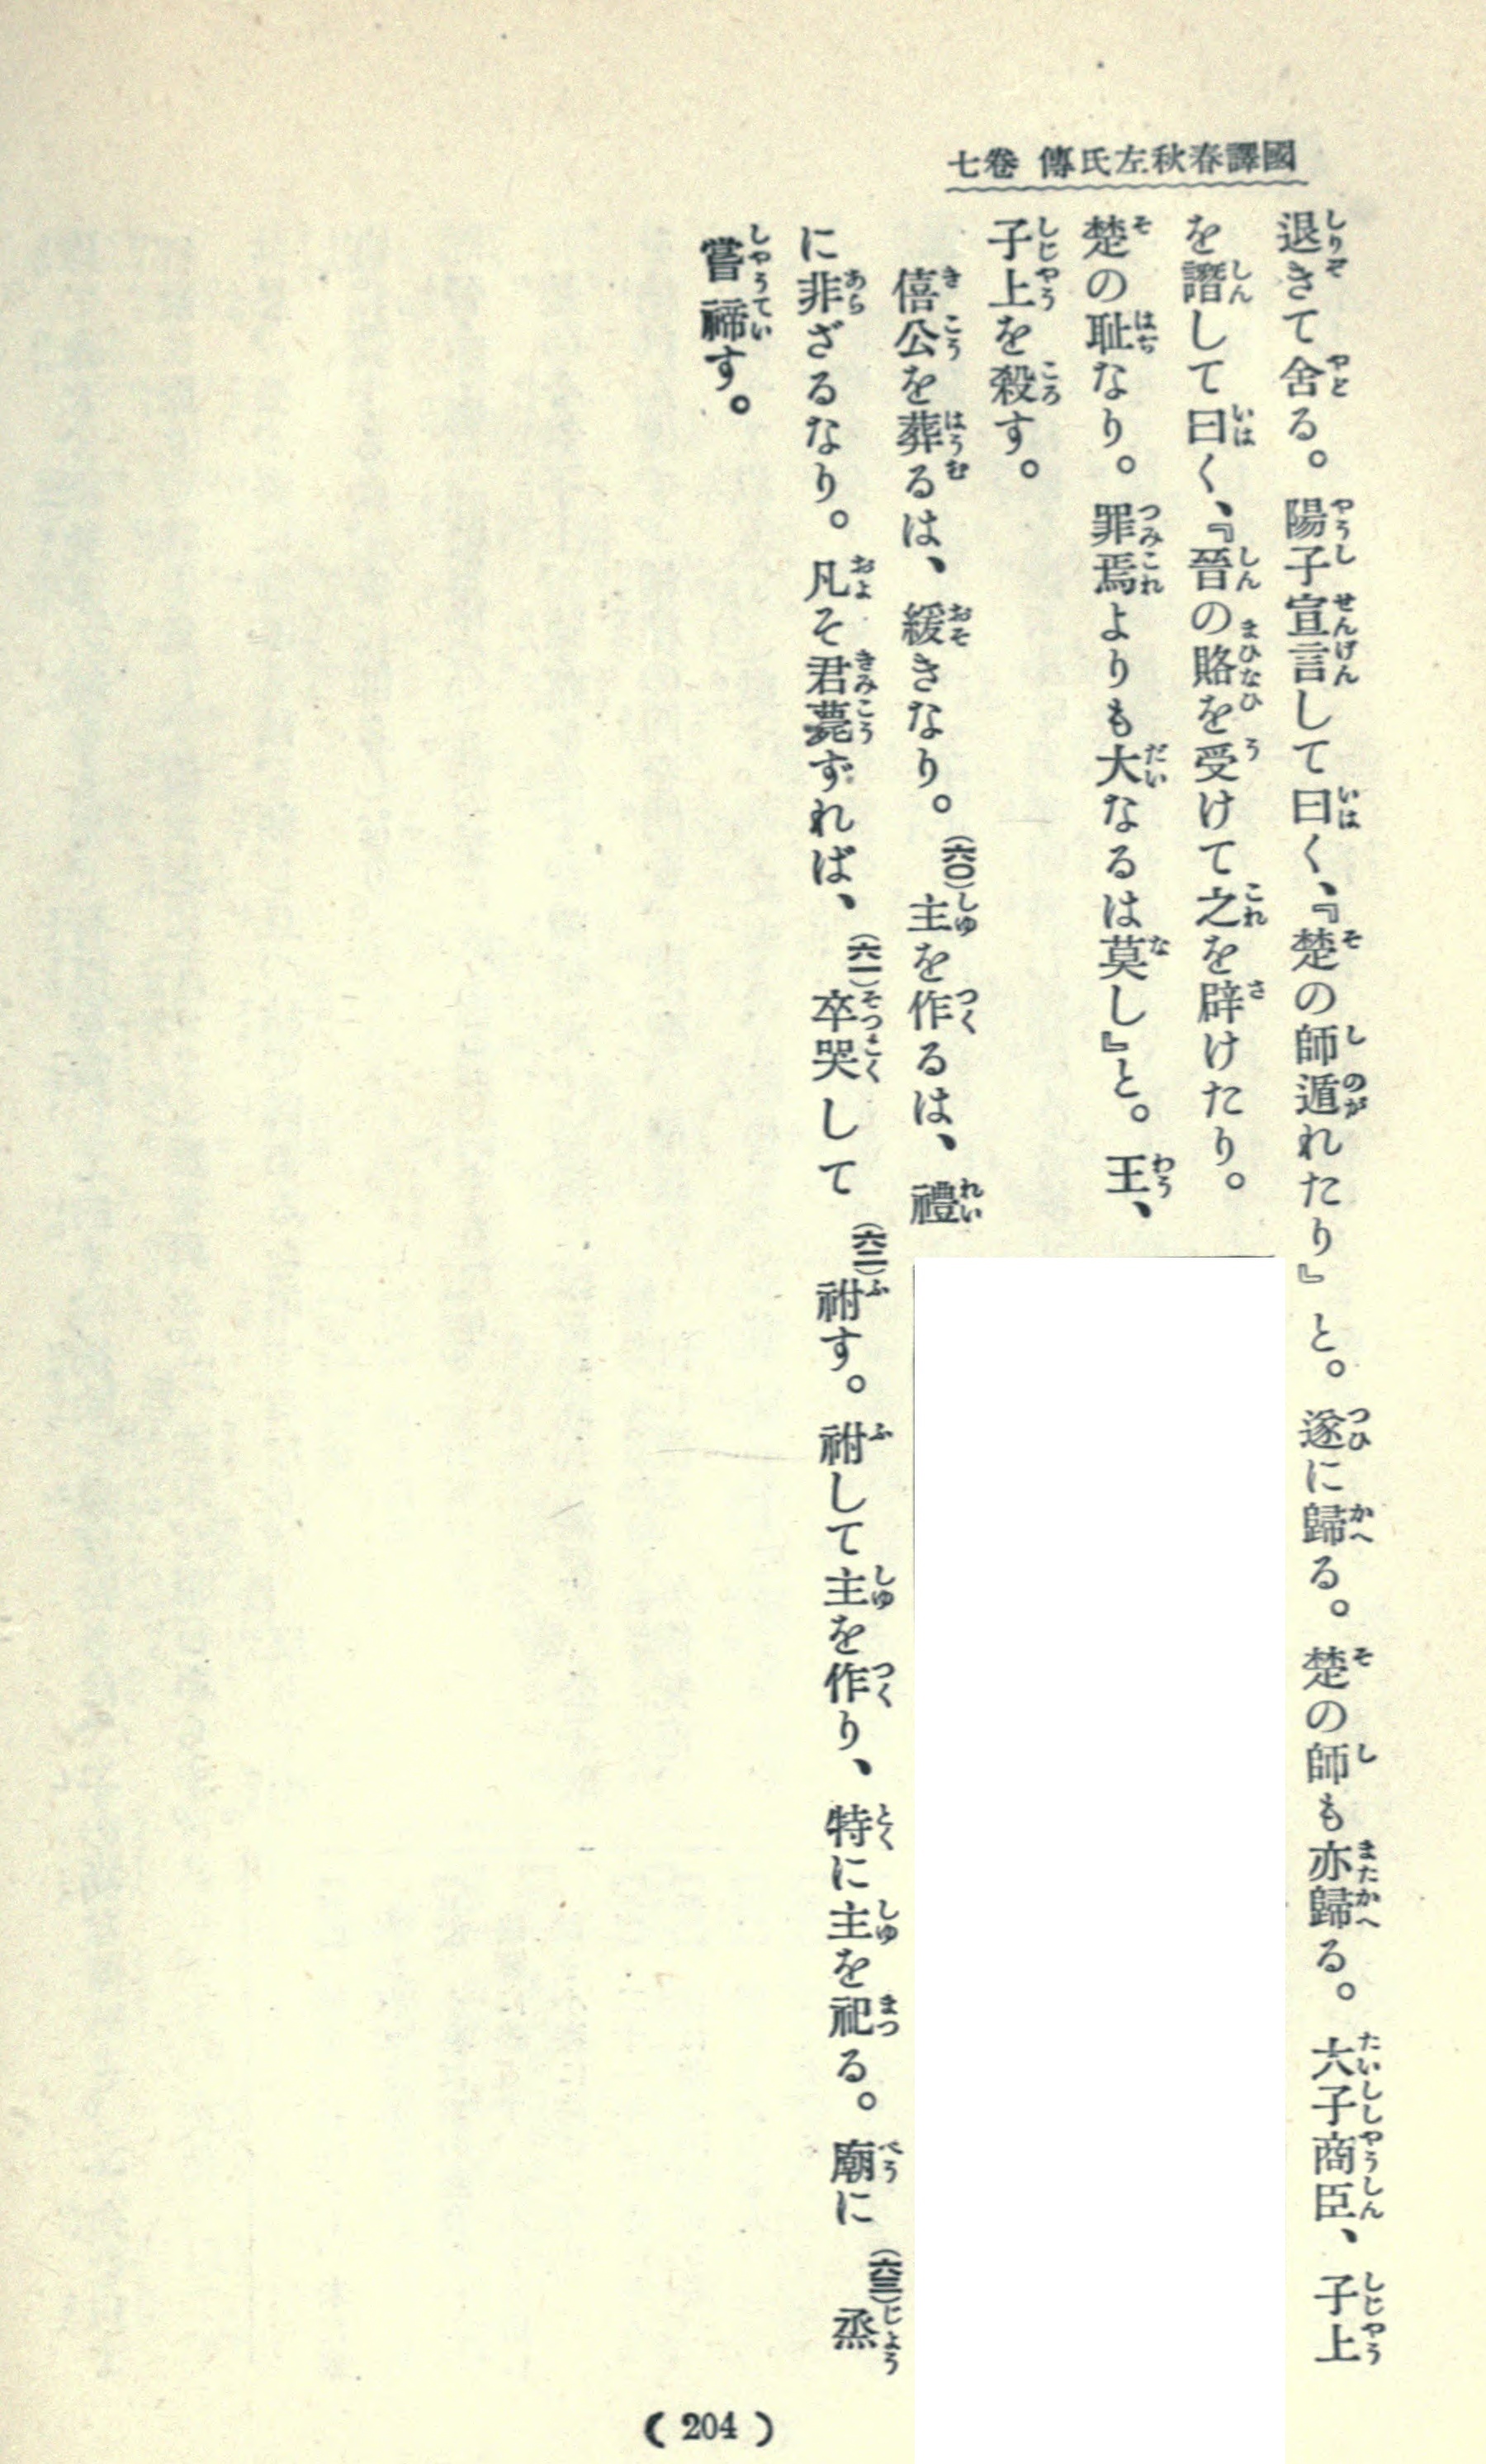 國譯春秋左氏傳 卷七
退きて舍る。陽子宣言して曰く、『楚の師遁れたり』と。遂に歸る。楚の師も亦歸る。大子商臣、子上
を譖して曰く、『晉の賂を受けて之を辟けたり。
楚の耻なり。罪焉よりも大なるは莫し』と。王、
子上を殺す。
僖公を葬るは、緩きなり。(六〇)主を作るは、禮
に非ざるなり。凡そ君薨ずれば、(六一)卒哭して(六二)祔す。祔して主を作り、特に主を祀る。廟に(六三)烝
嘗禘す。
(204)